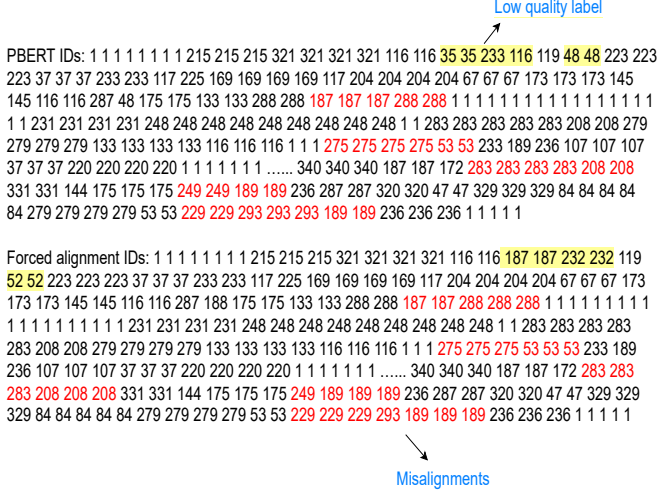 Low quality label
PBERT IDs: 1 1 1 1 1 1 1 1 215 215 215 321 321 321 321 116 116 35 35 233 116 119 48 48 223 223
223 37 37 37 233 233 117 225 169 169 169 169 117 204 204 204 204 67 67 67 173 173 173 145
145 116 116 287 48 175 175 133 133 288 288 187 187 187 288 288 1 1 1 1 1 1 1 1 1 1 1 1 1 1 1 1
1 1 231 231 231 231 248 248 248 248 248 248 248 248 248 1 1 283 283 283 283 283 208 208 279
279 279 279 133 133 133 133 116 116 116 1 1 1 275 275 275 275 53 53 233 189 236 107 107 107
37 37 37 220 220 220 220 1 1 1 1 1 1 1 …... 340 340 340 187 187 172 283 283 283 283 208 208
331 331 144 175 175 175 249 249 189 189 236 287 287 320 320 47 47 329 329 329 84 84 84 84
84 279 279 279 279 53 53 229 229 293 293 293 189 189 236 236 236 1 1 1 1 1
Forced alignment IDs: 1 1 1 1 1 1 1 1 215 215 215 321 321 321 321 116 116 187 187 232 232 119
52 52 223 223 223 37 37 37 233 233 117 225 169 169 169 169 117 204 204 204 204 67 67 67 173
173 173 145 145 116 116 287 188 175 175 133 133 288 288 187 187 288 288 288 1 1 1 1 1 1 1 1 1
1 1 1 1 1 1 1 1 1 1 231 231 231 231 248 248 248 248 248 248 248 248 248 1 1 283 283 283 283
283 208 208 279 279 279 279 133 133 133 133 116 116 116 1 1 1 275 275 275 53 53 53 233 189
236 107 107 107 37 37 37 220 220 220 220 1 1 1 1 1 1 1 …... 340 340 340 187 187 172 283 283
283 208 208 208 331 331 144 175 175 175 249 189 189 189 236 287 287 320 320 47 47 329 329
329 84 84 84 84 84 279 279 279 279 53 53 229 229 229 293 189 189 189 236 236 236 1 1 1 1 1
Misalignments